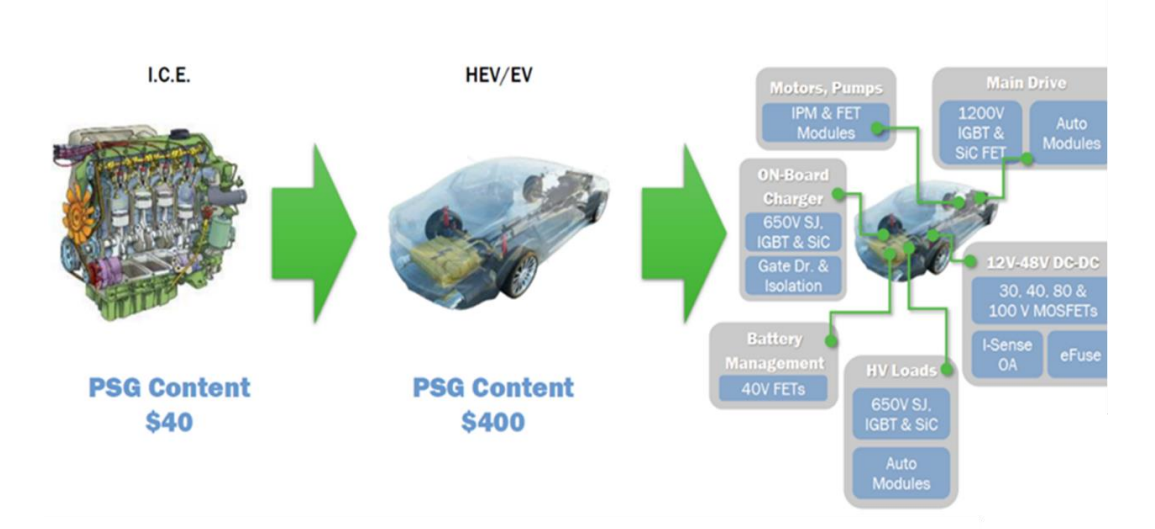 I.C.E.
PSG Content
$40
HEV/EV
PSG Content
$400
Motors, Pumps
IPM & FET
Modules
Main Drive
1200V
IGBT &
SiC FET
Auto
Modules
ON-Board
Charger
650V SJ,
IGBT & SiC
Gate Dr. &
Isolation
12V-48V DC-DC
30, 40, 80 &
100 V MOSFETs
I-Sense
OA
eFuse
Battery
Management
40V FETs
HV Loads
650V SJ,
IGBT & SiC
Auto
Modules